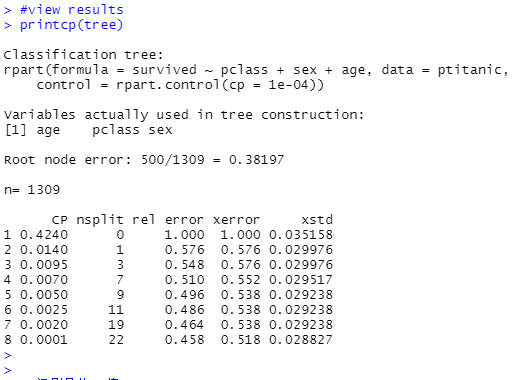 > #view results
> printcp(tree)
Classification tree:
rpart(formula = survived ~ pclass + sex + age, data = ptitanic,
    control = rpart.control(cp = 1e-04))
Variables actually used in tree construction:
[1] age    pclass sex
Root node error: 500/1309 = 0.38197
n= 1309
      CP nsplit rel error xerror     xstd
1 0.4240      0     1.000  1.000 0.035158
2 0.0140      1     0.576  0.576 0.029976
3 0.0095      3     0.548  0.576 0.029976
4 0.0070      7     0.510  0.552 0.029517
5 0.0050      9     0.496  0.538 0.029238
6 0.0025     11     0.486  0.538 0.029238
7 0.0020     19     0.464  0.538 0.029238
8 0.0001     22     0.458  0.518 0.028827
>
>